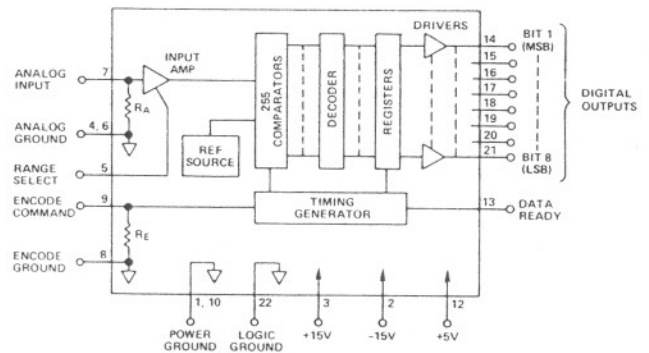 DRIVERS
14
BIT 1
(MSB)
15
16
17
18
19
20
21
BIT 8
(LSB)
DIGITAL
OUTPUTS
INPUT
AMP
ANALOG
INPUT
7
RA
ANALOG
GROUND
4, 6
255
COMPARATORS
DECODER
REGISTERS
REF
SOURCE
RANGE
SELECT
5
ENCODE
COMMAND
9
TIMING
GENERATOR
13
DATA
READY
RE
ENCODE
GROUND
8
1, 10
22
3
2
12
POWER
GROUND
LOGIC
GROUND
+15V
-15V
+5V